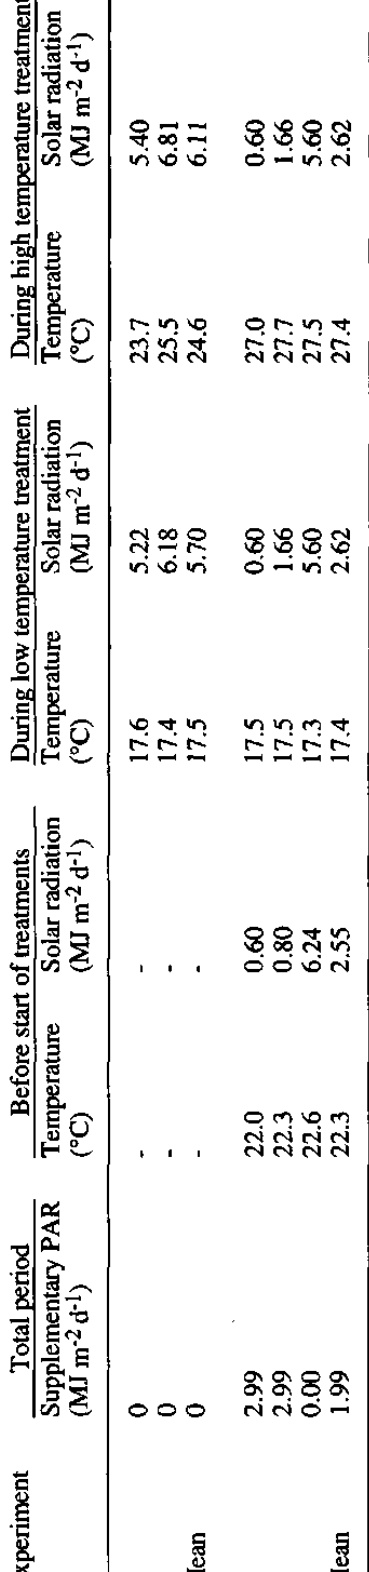 xperiment Total period Before start of treatments During low temperature treatment During high temperature treatment
Supplementary PAR Temperature Solar radiation Temperature Solar radiation Temperature Solar radiation
(MJ m⁻² d⁻¹) (°C) (MJ m⁻² d⁻¹) (°C) (MJ m⁻² d⁻¹) (°C) (MJ m⁻² d⁻¹)
0 - - 17.6 5.22 23.7 5.40
0 - - 17.4 6.18 25.5 6.81
lean 0 - - 17.5 5.70 24.6 6.11
2.99 22.0 0.60 17.5 0.60 27.0 0.60
2.99 22.3 0.80 17.5 1.66 27.7 1.66
0.00 22.6 6.24 17.3 5.60 27.5 5.60
lean 1.99 22.3 2.55 17.4 2.62 27.4 2.62